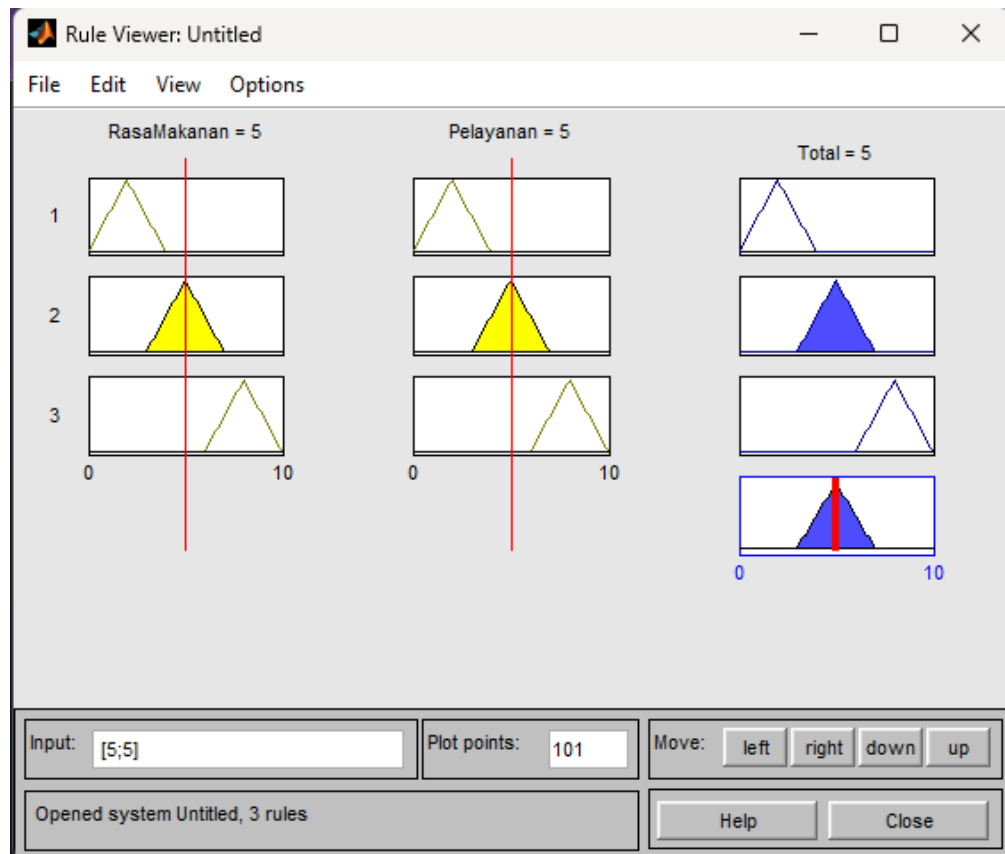 Rule Viewer: Untitled
File Edit View Options
RasaMakanan = 5
Pelayanan = 5
Total = 5
1
2
3
0 10
0 10
0 10
Input: [5;5]
Plot points: 101
Move: left right down up
Opened system Untitled, 3 rules
Help Close